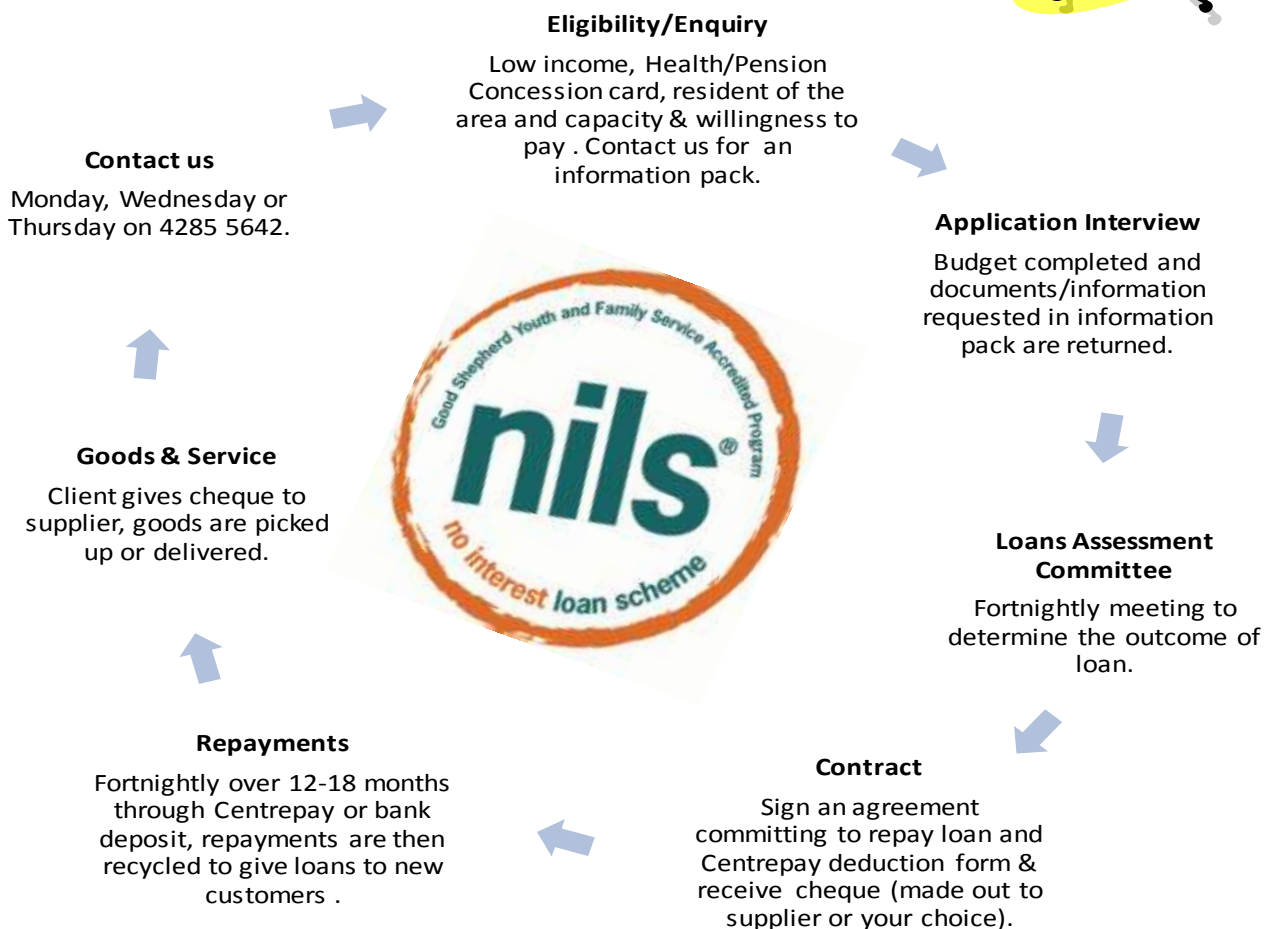 Eligibility/Enquiry
Low income, Health/Pension
Concession card, resident of the
area and capacity & willingness to
pay . Contact us for an
information pack.
Application Interview
Budget completed and
documents/information
requested in information
pack are returned.
Loans Assessment
Committee
Fortnightly meeting to
determine the outcome of
loan.
Contract
Sign an agreement
committing to repay loan and
Centrepay deduction form &
receive cheque (made out to
supplier or your choice).
Repayments
Fortnightly over 12-18 months
through Centrepay or bank
deposit, repayments are then
recycled to give loans to new
customers .
Goods & Service
Client gives cheque to
supplier, goods are picked
up or delivered.
Contact us
Monday, Wednesday or
Thursday on 4285 5642.
Good Shepherd Youth and Family Service Accredited Program
nils®
no interest loan scheme